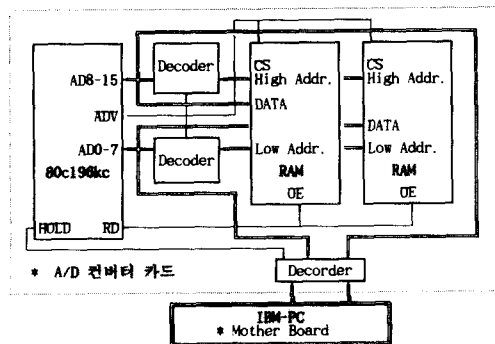 Decoder
CS
High Addr.
DATA
Low Addr.
RAM
OE
CS
High Addr.
DATA
Low Addr.
RAM
OE
AD8-15
ADV
AD0-7
80c196kc
HOLD
RD
Decoder
Decorder
* A/D 컨버터 카드
IBM-PC
* Mother Board